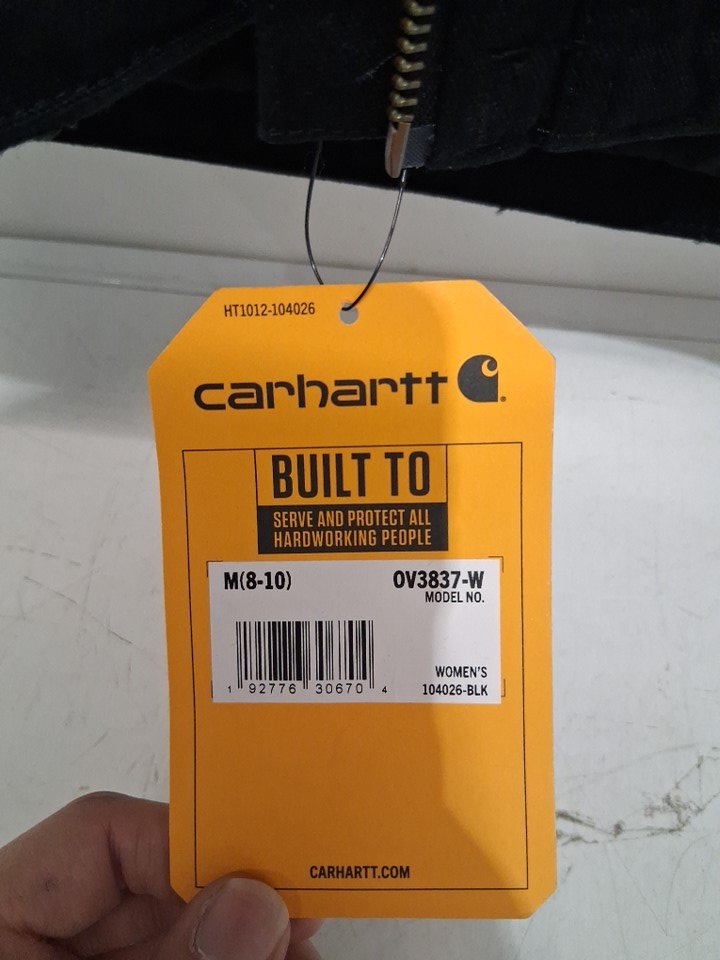 HT1012-104026
carhartt
BUILT TO
SERVE AND PROTECT ALL
HARDWORKING PEOPLE
M(8-10) OV3837-W
MODEL NO.
WOMEN'S
1 92776 30670 4 104026-BLK
CARHARTT.COM